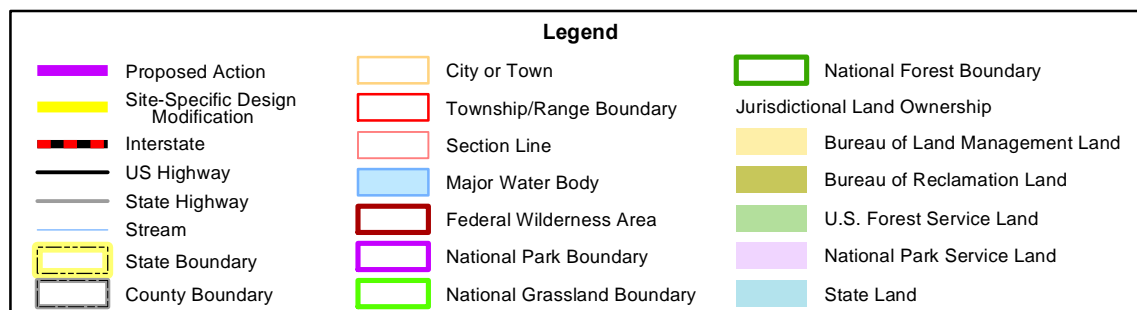 Legend
Proposed Action
Site-Specific Design
Modification
Interstate
US Highway
State Highway
Stream
State Boundary
County Boundary
City or Town
Township/Range Boundary
Section Line
Major Water Body
Federal Wilderness Area
National Park Boundary
National Grassland Boundary
National Forest Boundary
Jurisdictional Land Ownership
Bureau of Land Management Land
Bureau of Reclamation Land
U.S. Forest Service Land
National Park Service Land
State Land